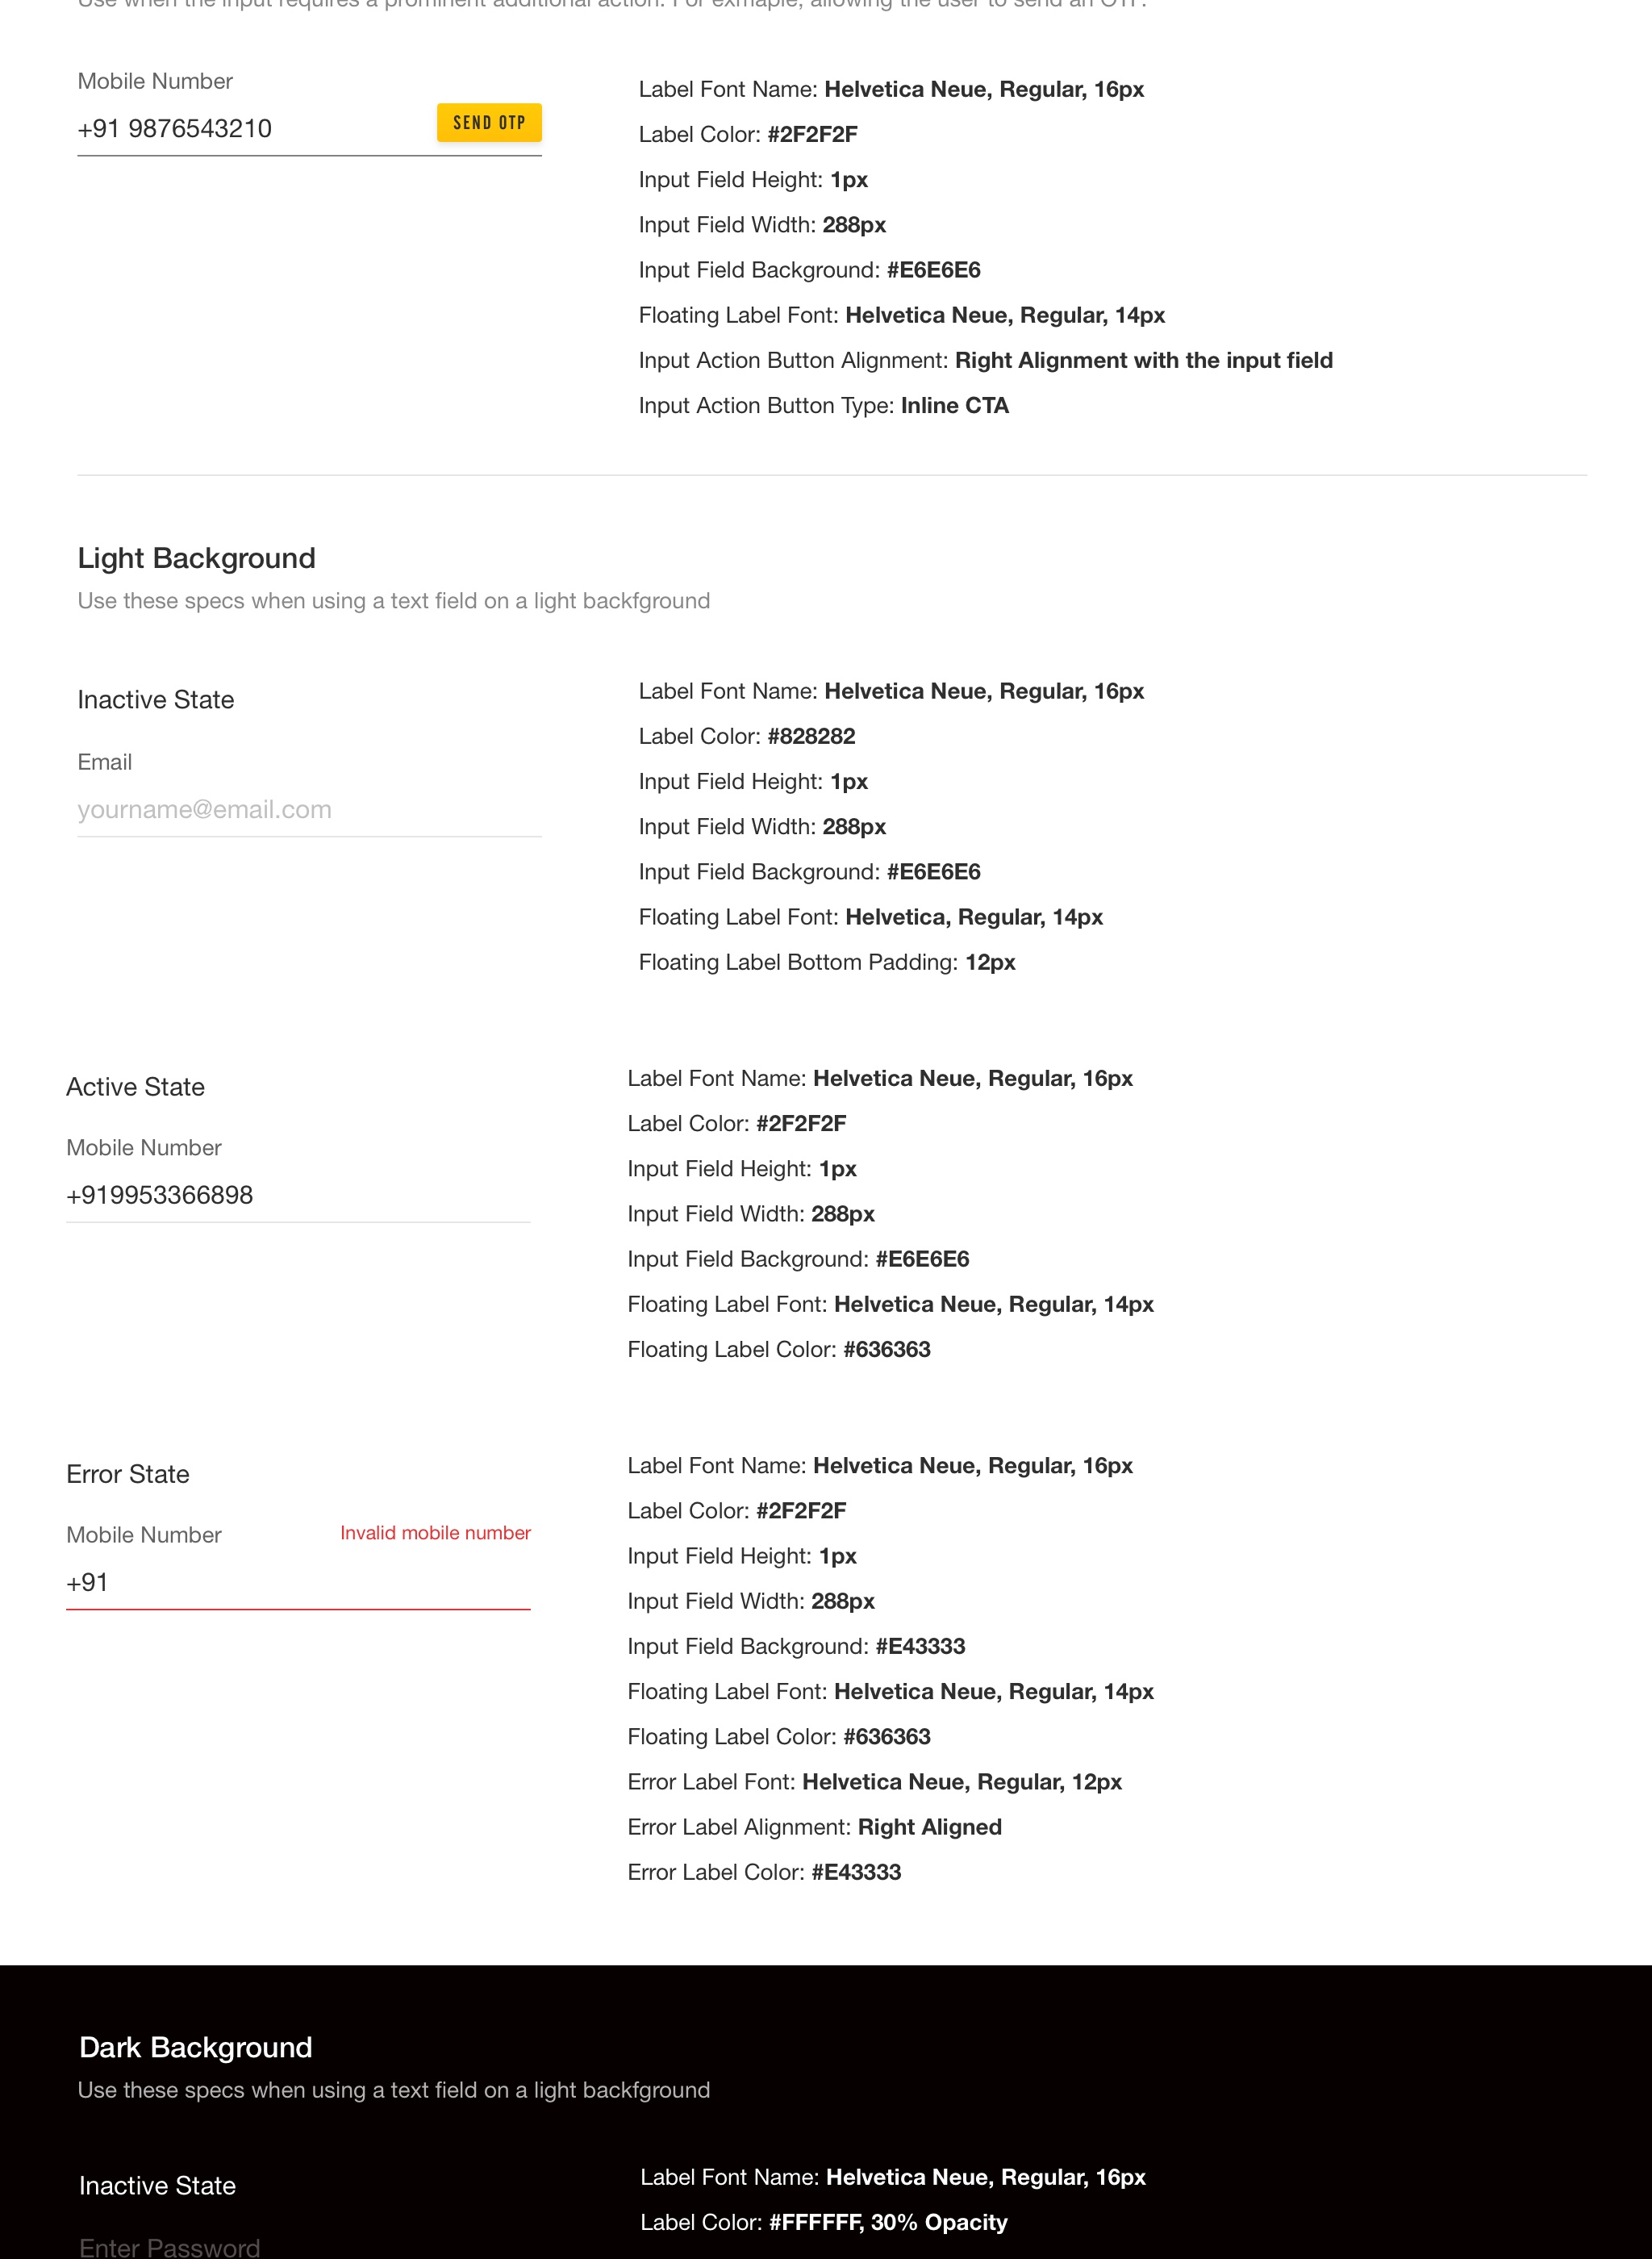 Use when the input requires a prominent additional action. For exmaple, allowing the user to send an OTP.
Mobile Number
+91 9876543210
SEND OTP
Label Font Name: Helvetica Neue, Regular, 16px
Label Color: #2F2F2F
Input Field Height: 1px
Input Field Width: 288px
Input Field Background: #E6E6E6
Floating Label Font: Helvetica Neue, Regular, 14px
Input Action Button Alignment: Right Alignment with the input field
Input Action Button Type: Inline CTA
Light Background
Use these specs when using a text field on a light backfground
Inactive State
Email
yourname@email.com
Label Font Name: Helvetica Neue, Regular, 16px
Label Color: #828282
Input Field Height: 1px
Input Field Width: 288px
Input Field Background: #E6E6E6
Floating Label Font: Helvetica, Regular, 14px
Floating Label Bottom Padding: 12px
Active State
Mobile Number
+919953366898
Label Font Name: Helvetica Neue, Regular, 16px
Label Color: #2F2F2F
Input Field Height: 1px
Input Field Width: 288px
Input Field Background: #E6E6E6
Floating Label Font: Helvetica Neue, Regular, 14px
Floating Label Color: #636363
Error State
Mobile Number
Invalid mobile number
+91
Label Font Name: Helvetica Neue, Regular, 16px
Label Color: #2F2F2F
Input Field Height: 1px
Input Field Width: 288px
Input Field Background: #E43333
Floating Label Font: Helvetica Neue, Regular, 14px
Floating Label Color: #636363
Error Label Font: Helvetica Neue, Regular, 12px
Error Label Alignment: Right Aligned
Error Label Color: #E43333
Dark Background
Use these specs when using a text field on a light backfground
Inactive State
Enter Password
Label Font Name: Helvetica Neue, Regular, 16px
Label Color: #FFFFFF, 30% Opacity